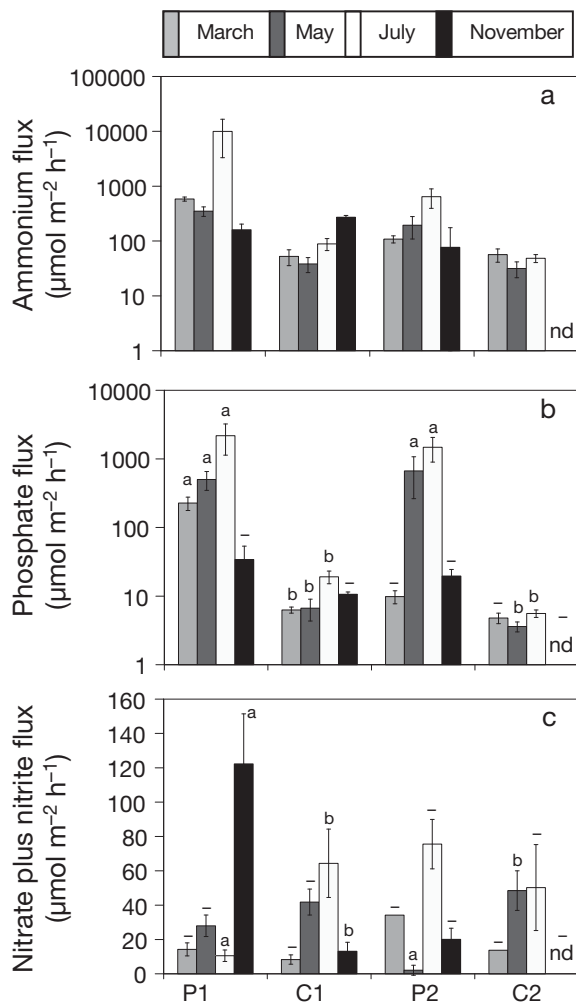 March May July November
a
Ammonium flux
(µmol m–2 h–1)
100000
10000
1000
100
10
1
nd
b
Phosphate flux
(µmol m–2 h–1)
10000
1000
100
10
1
a a a –
b b b –
– a a –
– b b –
nd
c
Nitrate plus nitrite flux
(µmol m–2 h–1)
160
140
120
100
80
60
40
20
0
– – a a
– – b b
– a – –
– b – –
nd
P1 C1 P2 C2